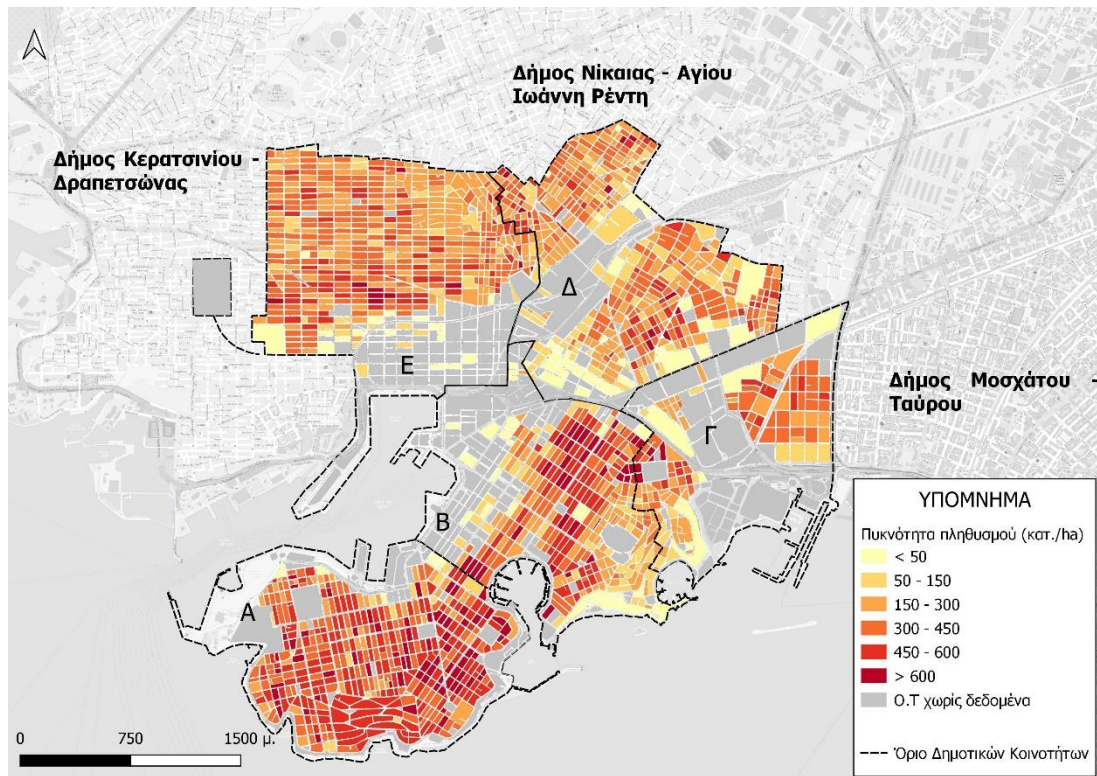 Δήμος Νίκαιας - Αγίου
Ιωάννη Ρέντη
Δήμος Κερατσινίου -
Δραπετσώνας
Δ
Ε
Δήμος Μοσχάτου -
Ταύρου
Γ
Β
Α
ΥΠΟΜΝΗΜΑ
Πυκνότητα πληθυσμού (κατ./ha)
< 50
50 - 150
150 - 300
300 - 450
450 - 600
> 600
Ο.Τ χωρίς δεδομένα
Όριο Δημοτικών Κοινοτήτων
0 750 1500 μ.